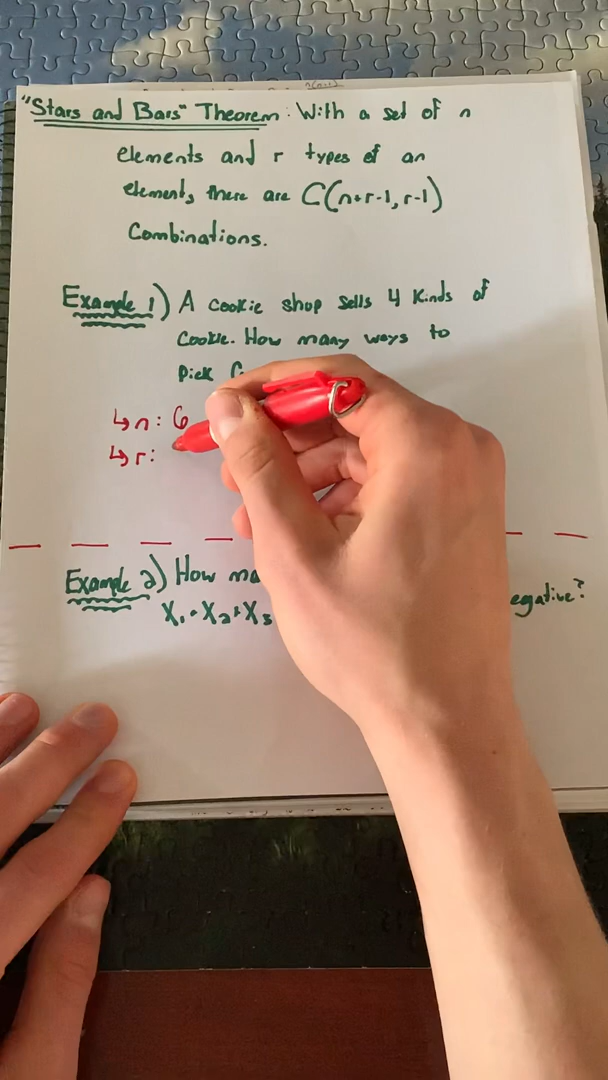 "Stars and Bars" Theorem: With a set of n
elements and r types of an
element, there are C(n+r-1, r-1)
Combinations.
Example 1) A cookie shop sells 4 kinds of
cookie. How many ways to
pick
↳n: 6
↳r:
Example 2) How
egative?
X₁+X₂+X₃